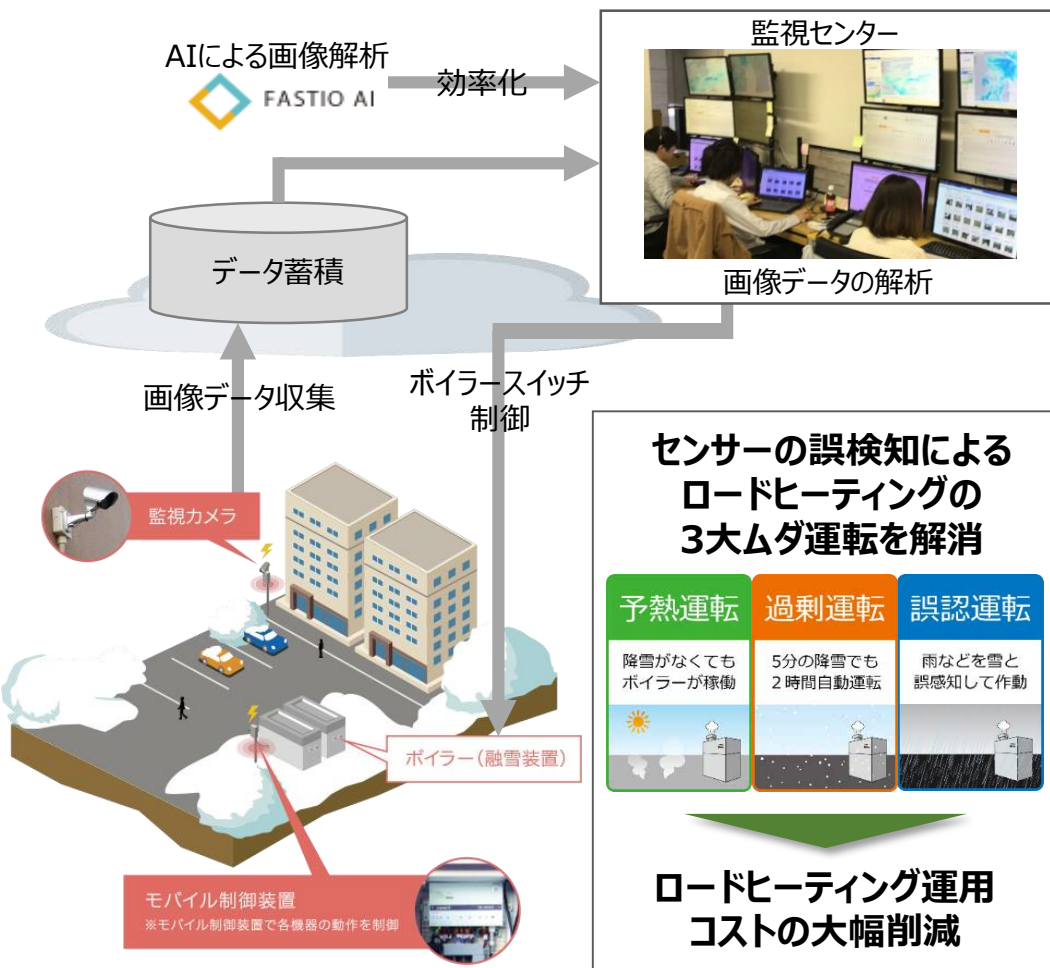 AIによる画像解析
FASTIO AI
効率化
監視センター
画像データの解析
データ蓄積
画像データ収集
ボイラースイッチ
制御
監視カメラ
ボイラー（融雪装置）
モバイル制御装置
※モバイル制御装置で各機器の動作を制御
センサーの誤検知による
ロードヒーティングの
3大ムダ運転を解消
予熱運転
降雪がなくても
ボイラーが稼働
過剰運転
5分の降雪でも
２時間自動運転
誤認運転
雨などを雪と
誤感知して作動
ロードヒーティング運用
コストの大幅削減